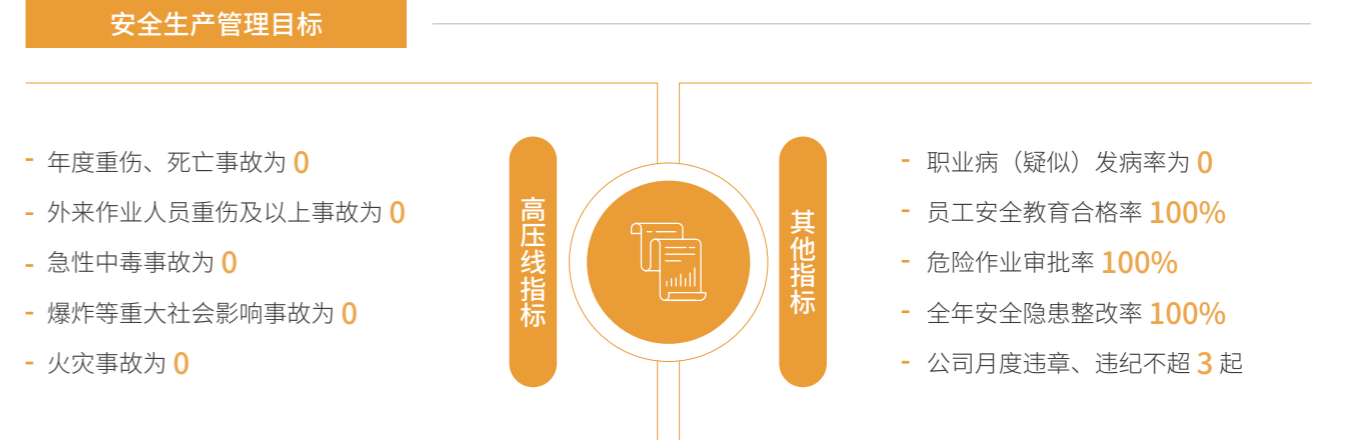 安全生产管理目标
- 年度重伤、死亡事故为 0
- 外来作业人员重伤及以上事故为 0
- 急性中毒事故为 0
- 爆炸等重大社会影响事故为 0
- 火灾事故为 0
高压线指标
其他指标
- 职业病（疑似）发病率为 0
- 员工安全教育合格率 100%
- 危险作业审批率 100%
- 全年安全隐患整改率 100%
- 公司月度违章、违纪不超 3 起